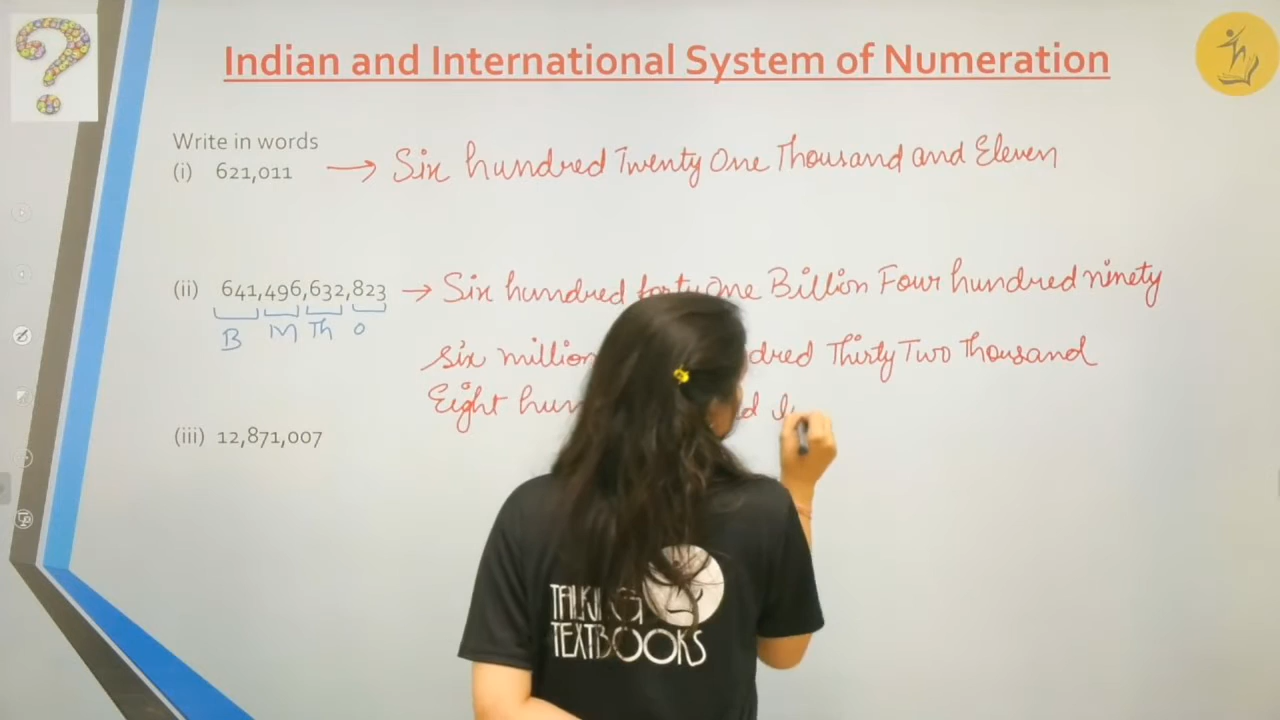 Indian and International System of Numeration
Write in words
(i) 621,011 → Six hundred Twenty One Thousand and Eleven
(ii) 641,496,632,823 → Six hundred forty One Billion Four hundred ninety
B M Th O
six million dred Thirty Two Thousand
Eight hun
(iii) 12,871,007
TALKING
TEXTBOOKS